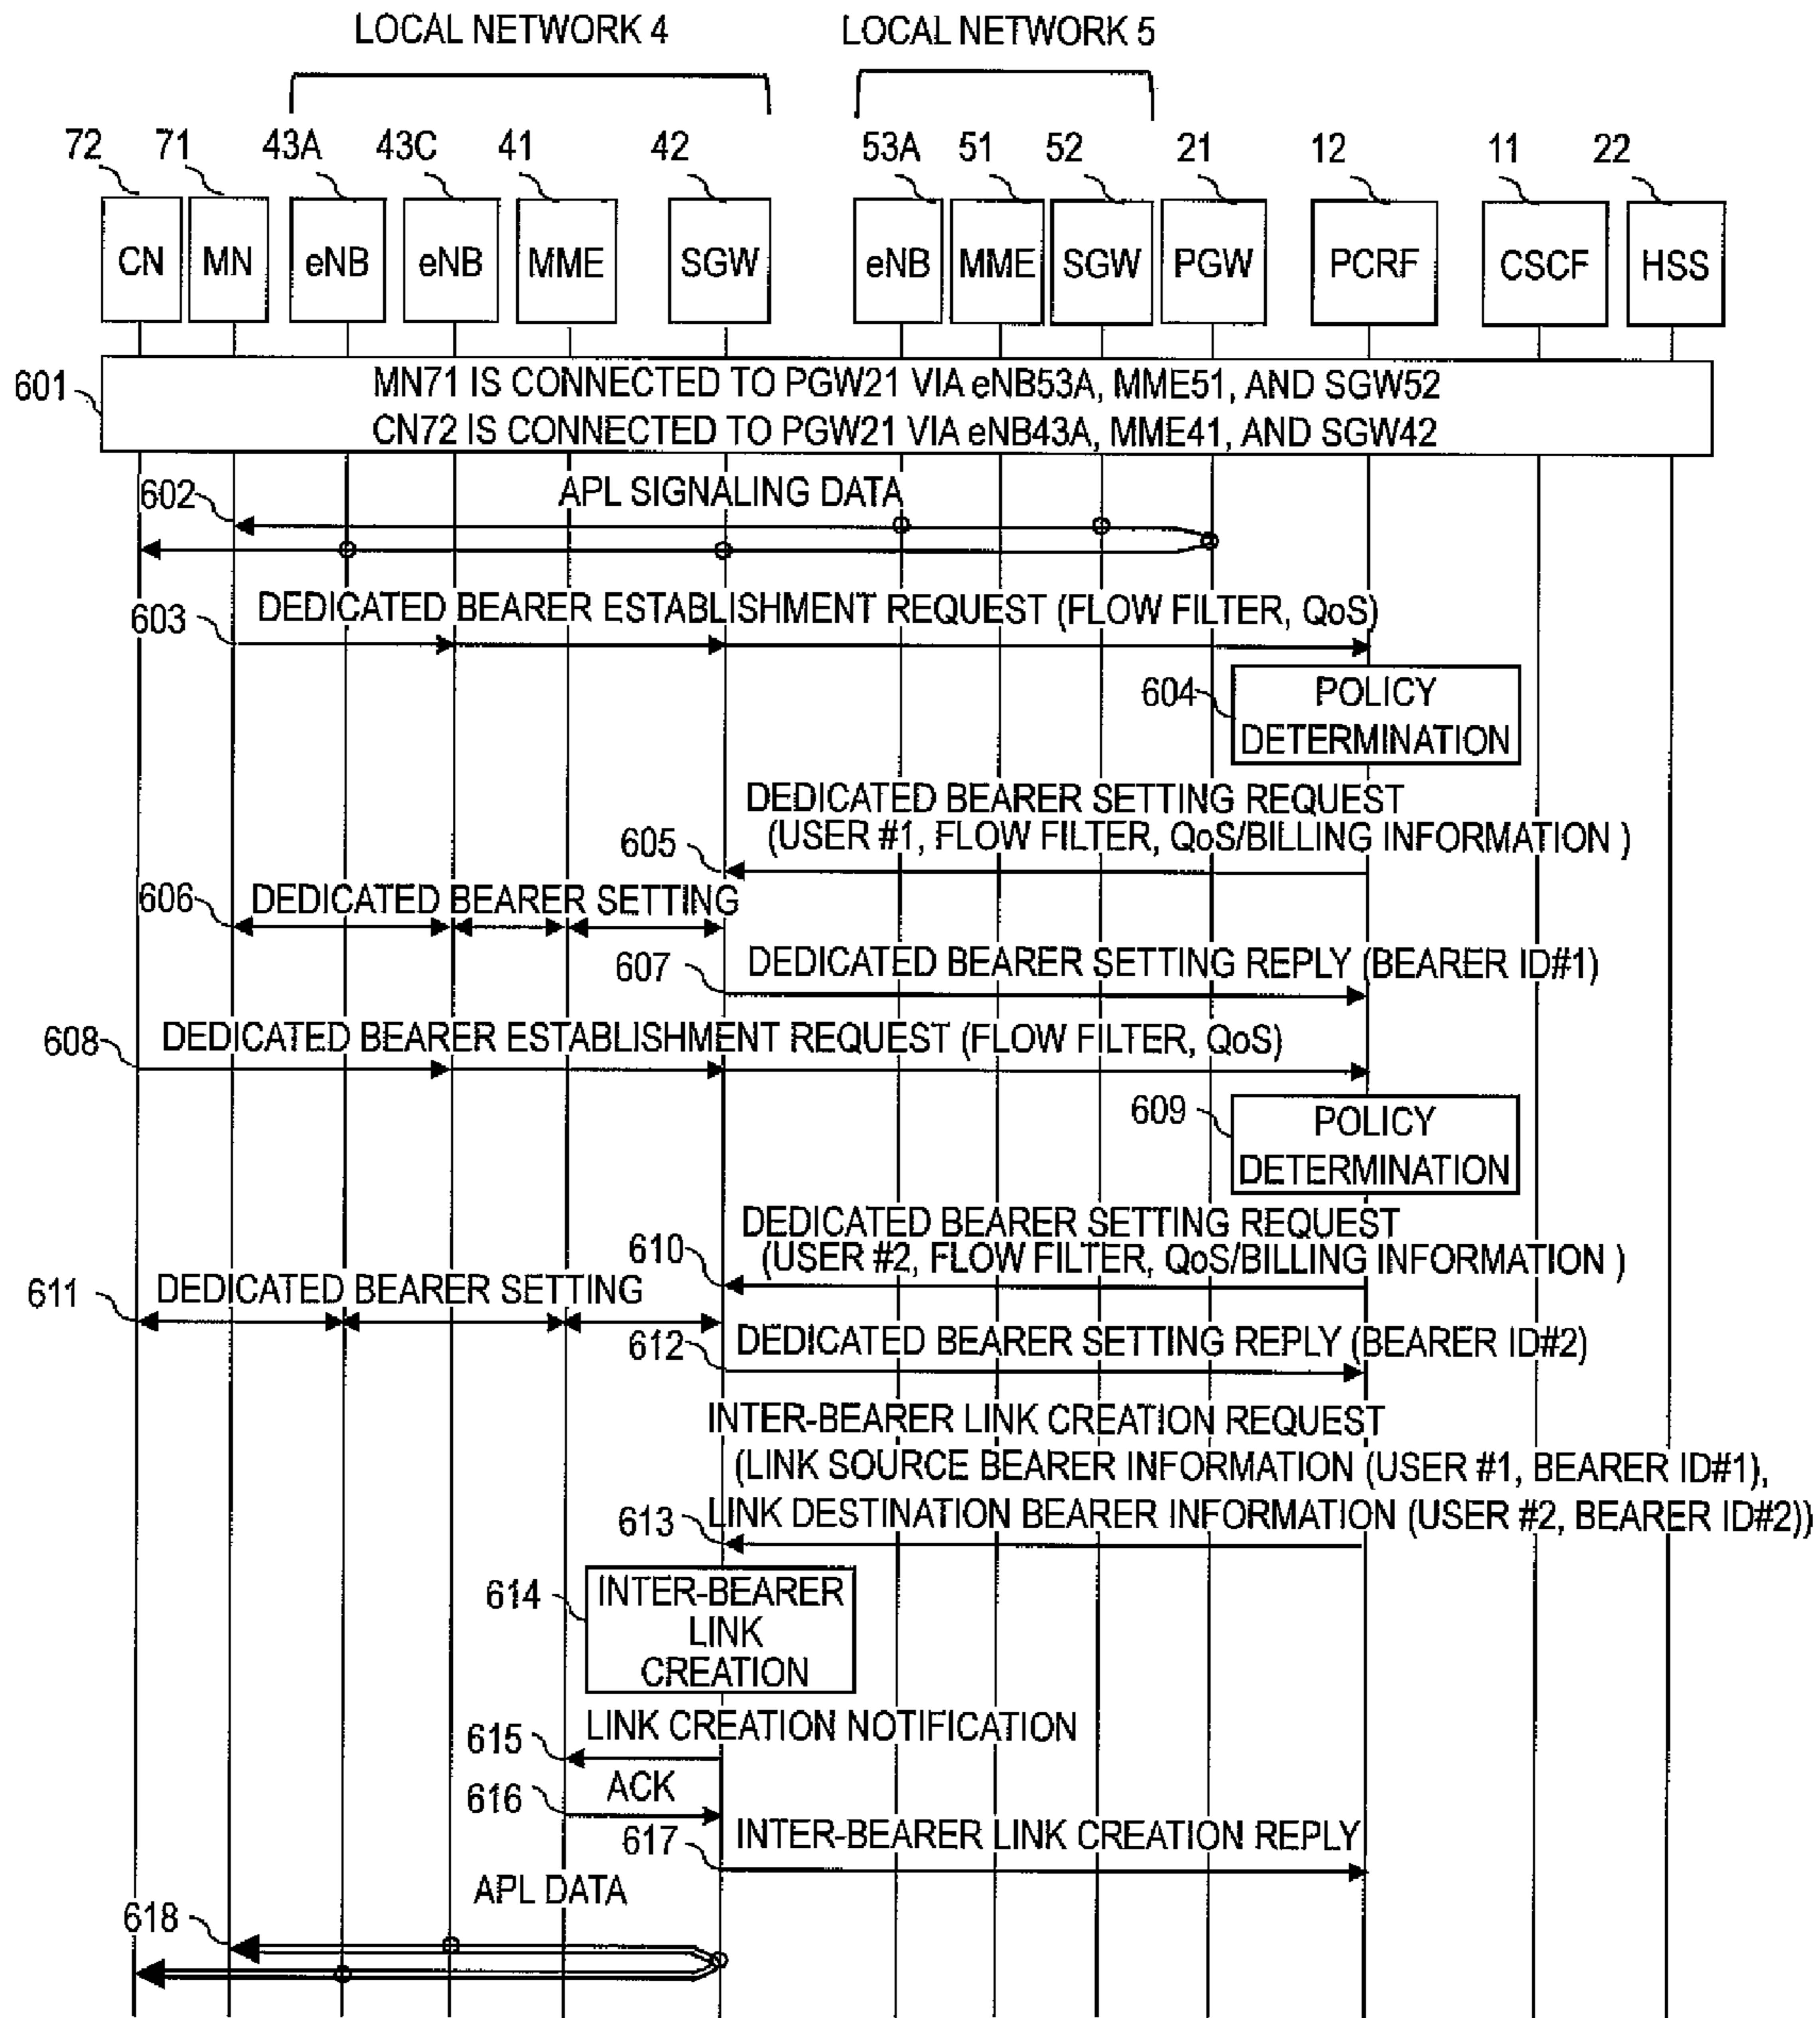 LOCAL NETWORK 4 LOCAL NETWORK 5
72 71 43A 43C 41 42 53A 51 52 21 12 11 22
CN MN eNB eNB MME SGW eNB MME SGW PGW PCRF CSCF HSS
601
MN71 IS CONNECTED TO PGW21 VIA eNB53A, MME51, AND SGW52
CN72 IS CONNECTED TO PGW21 VIA eNB43A, MME41, AND SGW42
602 APL SIGNALING DATA
603 DEDICATED BEARER ESTABLISHMENT REQUEST (FLOW FILTER, QoS)
604 POLICY
DETERMINATION
DEDICATED BEARER SETTING REQUEST
605 (USER #1, FLOW FILTER, QoS/BILLING INFORMATION )
606 DEDICATED BEARER SETTING
607 DEDICATED BEARER SETTING REPLY (BEARER ID#1)
608 DEDICATED BEARER ESTABLISHMENT REQUEST (FLOW FILTER, QoS)
609 POLICY
DETERMINATION
DEDICATED BEARER SETTING REQUEST
610 (USER #2, FLOW FILTER, QoS/BILLING INFORMATION )
611 DEDICATED BEARER SETTING
612 DEDICATED BEARER SETTING REPLY (BEARER ID#2)
INTER-BEARER LINK CREATION REQUEST
(LINK SOURCE BEARER INFORMATION (USER #1, BEARER ID#1),
613 LINK DESTINATION BEARER INFORMATION (USER #2, BEARER ID#2))
614 INTER-BEARER
LINK
CREATION
615 LINK CREATION NOTIFICATION
616 ACK
617 INTER-BEARER LINK CREATION REPLY
APL DATA
618